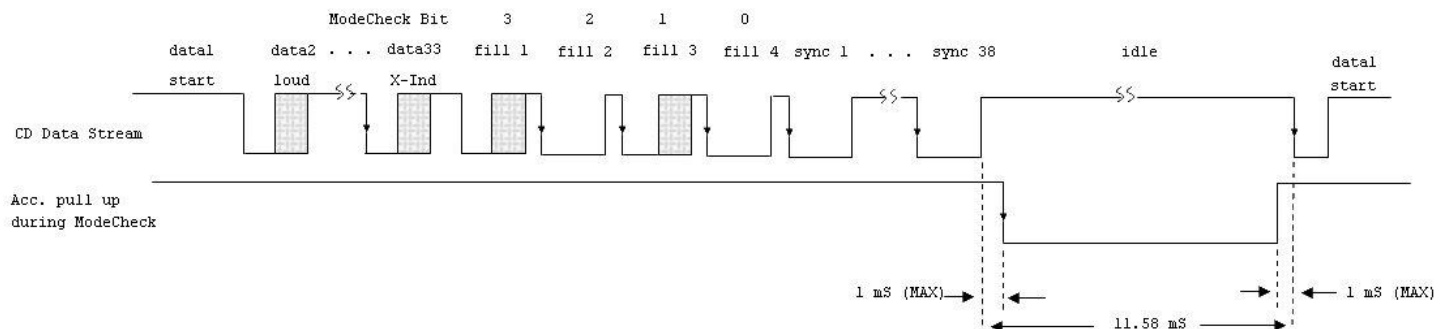 ModeCheck Bit 3 2 1 0
data1 data2 . . . data33 fill 1 fill 2 fill 3 fill 4 sync 1 . . . sync 38 idle data1
start loud X-Ind start
CD Data Stream
Acc. pull up
during ModeCheck
1 mS (MAX) 1 mS (MAX)
11.58 mS